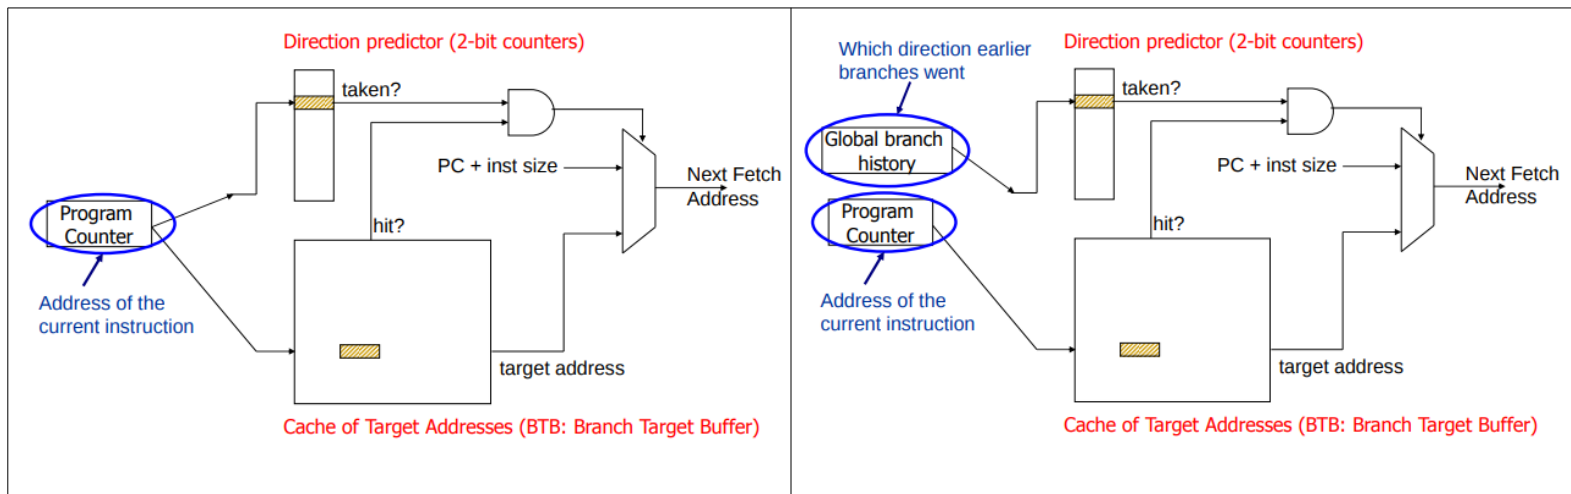 Direction predictor (2-bit counters)
taken?
PC + inst size
Next Fetch
Address
Program
Counter
hit?
Address of the
current instruction
target address
Cache of Target Addresses (BTB: Branch Target Buffer)
Which direction earlier
branches went
Direction predictor (2-bit counters)
taken?
Global branch
history
PC + inst size
Next Fetch
Address
Program
Counter
hit?
Address of the
current instruction
target address
Cache of Target Addresses (BTB: Branch Target Buffer)